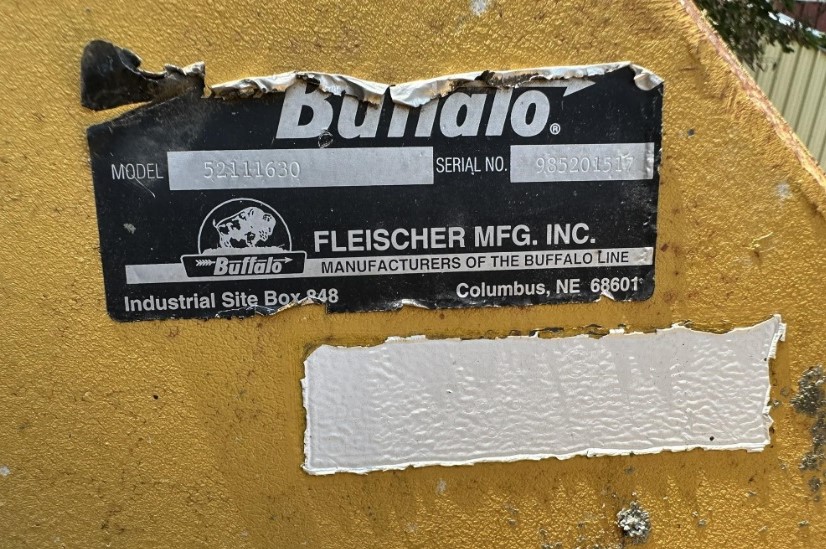 Buffalo®
MODEL 52111630 SERIAL NO. 985201517
Buffalo
FLEISCHER MFG. INC.
MANUFACTURERS OF THE BUFFALO LINE
Industrial Site Box 848 Columbus, NE 68601